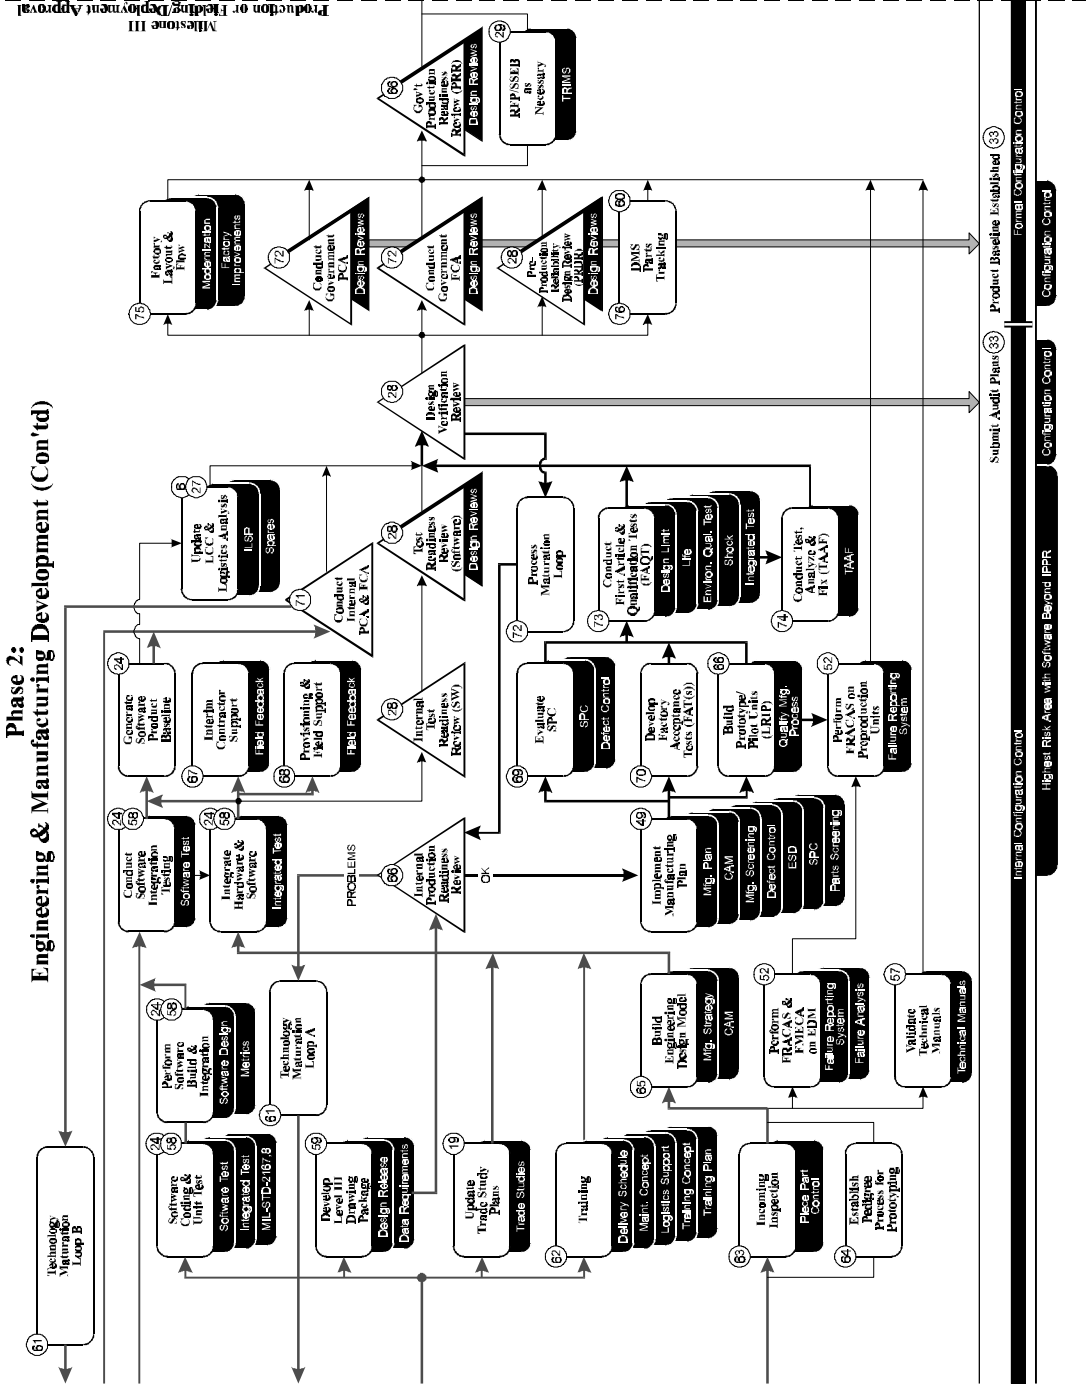 Phase 2:
Engineering & Manufacturing Development (Con'td)
61
Technology
Maturation
Loop B
24
58
Software
Coding &
Unit Test
Software Test
Integrated Test
MIL-STD-2167.8
59
Develop
Level III
Drawing
Package
Design Release
Data Requirements
19
Update
Trade Study
Plans
Trade Studies
62
Training
Delivery Schedule
Maint. Concept
Logistics Support
Training Concept
Training Plan
63
Incoming
Inspection
Piece Part
Control
64
Establish
Pedigree
Process for
Prototyping
24
58
Perform
Software
Build &
Integration
Software Design
Metrics
61
Technology
Maturation
Loop A
65
Build
Engineering
Design Model
Mfg. Strategy
CAM
52
Perform
FRACAS &
FMECA
on EDM
Failure Reporting
System
Failure Analysis
57
Validate
Technical
Manuals
Technical Manuals
24
58
Conduct
Software
Integration
Testing
Software Test
24
58
Integrate
Hardware &
Software
Integrated Test
PROBLEMS
66
Internal
Production
Readiness
Review
OK
49
Implement
Manufacturing
Plan
Mfg. Plan
CAM
Mfg. Screening
Defect Control
ESD
SPC
Parts Screening
24
Generate
Software
Product
Baseline
67
Interim
Contractor
Support
Field Feedback
68
Provisioning &
Field Support
Field Feedback
28
Internal
Test
Readiness
Review (SW)
69
Evaluate
SPC
SPC
Defect Control
70
Develop
Factory
Acceptance
Tests (FAT(s))
66
Build
Prototype/
Pilot Units
(LRIP)
Qualify Mfg.
Process
52
Perform
FRACAS on
Preproduction
Units
Failure Reporting
System
6
27
Update
LCC &
Logistics Analysis
ILSP
Spares
71
Conduct
Internal
PCA & FCA
28
Test
Readiness
Review
(Software)
Design Reviews
72
Process
Maturation
Loop
73
Conduct
First Article &
Qualification Tests
(FAQT)
Design Limit
Life
Environ. Qual. Test
Shock
Integrated Test
74
Conduct Test,
Analyze &
Fix (TAAF)
TAAF
28
Design
Verification
Review
75
Factory
Layout &
Flow
Modernization
Factory
Improvements
72
Conduct
Government
PCA
Design Reviews
72
Conduct
Government
FCA
Design Reviews
28
Pre-
Production
Reliability
Design Review
(PRDR)
Design Reviews
76
60
DMS
Parts
Tracking
66
Gov't
Production
Readiness
Review (PRR)
Design Reviews
29
RFP/SSEB
as
Necessary
TRIMS
Milestone III
Production or Fielding/Deployment Approval
Submit Audit Plans 33
Product Baseline Established 33
Internal Configuration Control
Formal Configuration Control
Highest Risk Area with Software Beyond IPPR
Configuration Control
Configuration Control